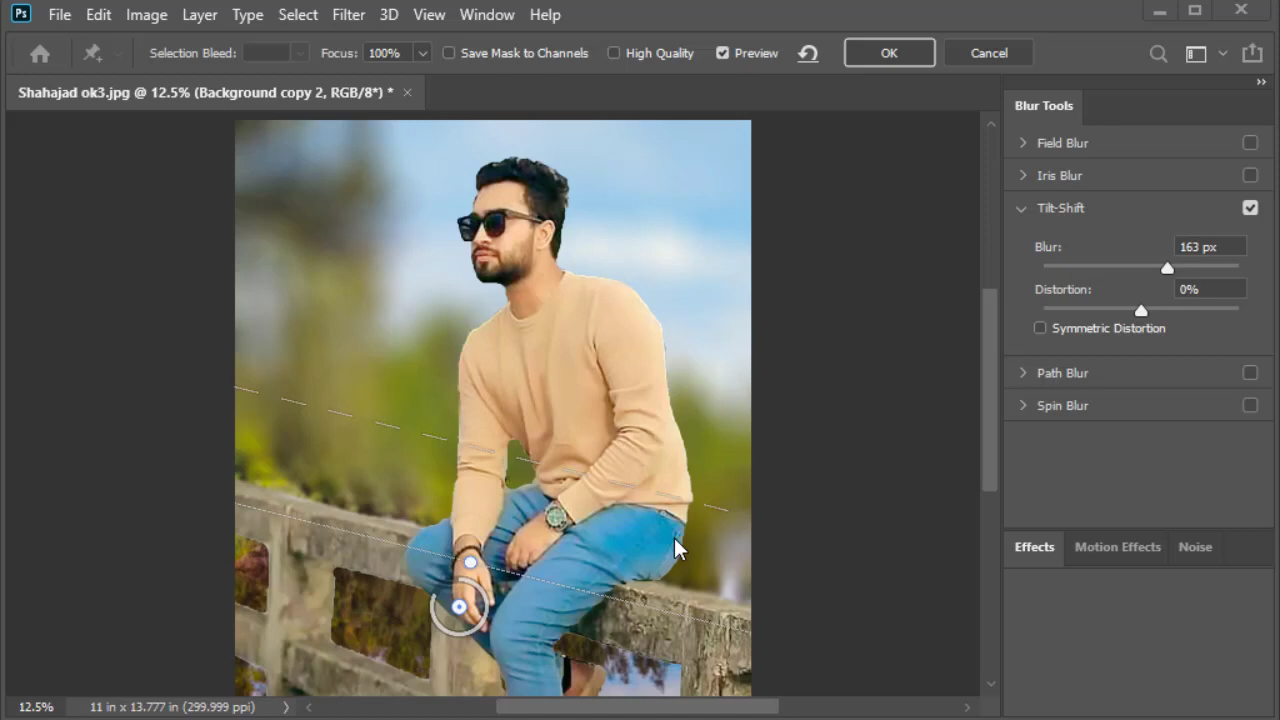 Ps File Edit Image Layer Type Select Filter 3D View Window Help
Selection Bleed: Focus: 100% Save Mask to Channels High Quality Preview OK Cancel
Shahajad ok3.jpg @ 12.5% (Background copy 2, RGB/8*) *
Blur Tools
Field Blur
Iris Blur
Tilt-Shift
Blur: 163 px
Distortion: 0%
Symmetric Distortion
Path Blur
Spin Blur
Effects Motion Effects Noise
12.5% 11 in x 13.777 in (299.999 ppi)